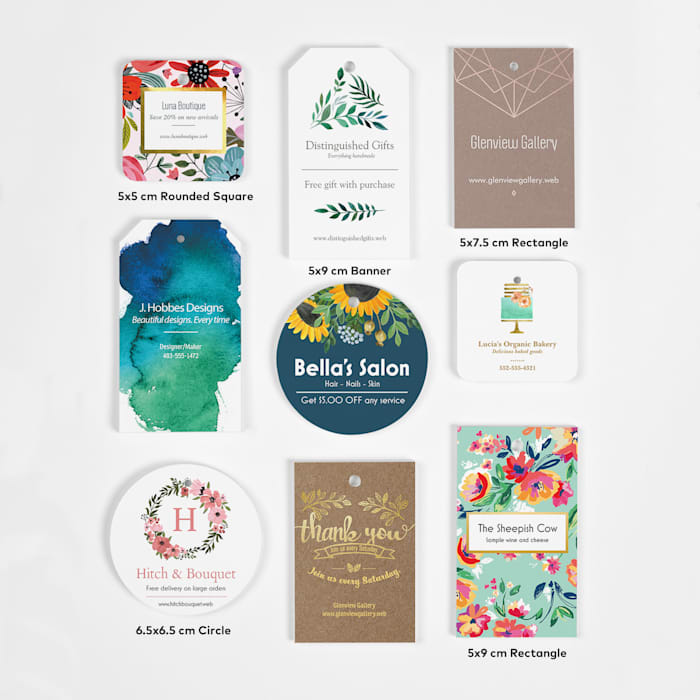 Luna Boutique
Save 20% on new arrivals
www.lunaboutique.web
5x5 cm Rounded Square
Distinguished Gifts
Everything handmade
Free gift with purchase
www.distinguishedgifts.web
5x9 cm Banner
Glenview Gallery
www.glenviewgallery.web
5x7.5 cm Rectangle
J. Hobbes Designs
Beautiful designs. Every time
Designer/Maker
483-555-1472
Bella's Salon
Hair - Nails - Skin
Get $5.00 OFF any service
Lucia's Organic Bakery
Delicious baked goods
552-555-4321
H
Hitch & Bouquet
Free delivery on large orders
www.hitchbouquet.web
6.5x6.5 cm Circle
thank you
Join us every Saturday
Join us every Saturday.
Glenview Gallery
www.glenviewgallery.web
The Sheepish Cow
Sample wine and cheese
5x9 cm Rectangle